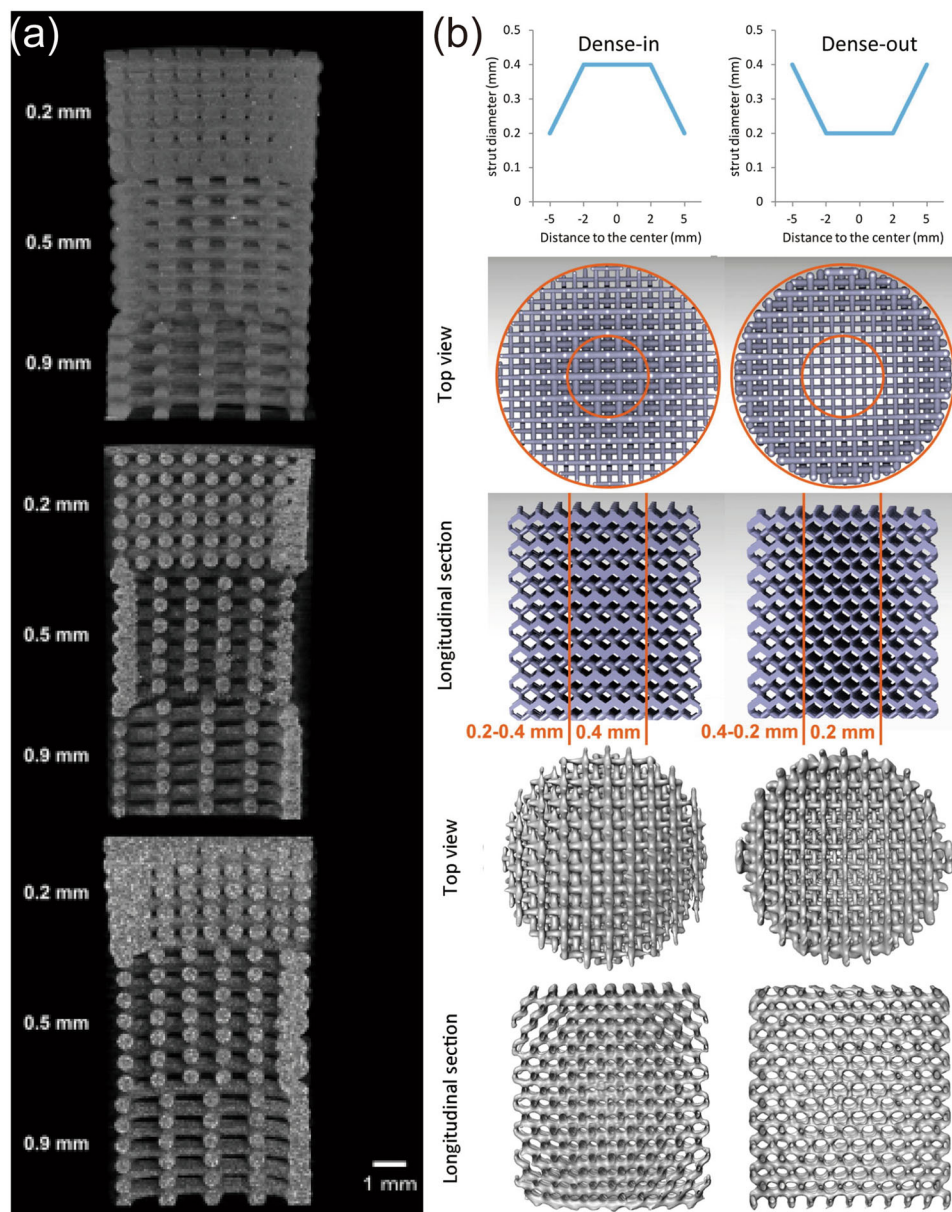 (a)
0.2 mm
0.5 mm
0.9 mm
0.2 mm
0.5 mm
0.9 mm
0.2 mm
0.5 mm
0.9 mm
1 mm
(b)
Dense-in
strut diameter (mm)
0.5
0.4
0.3
0.2
0.1
0
-5 -2 0 2 5
Distance to the center (mm)
Dense-out
strut diameter (mm)
0.5
0.4
0.3
0.2
0.1
0
-5 -2 0 2 5
Distance to the center (mm)
Top view
Longitudinal section
0.2-0.4 mm 0.4 mm
0.4-0.2 mm 0.2 mm
Top view
Longitudinal section